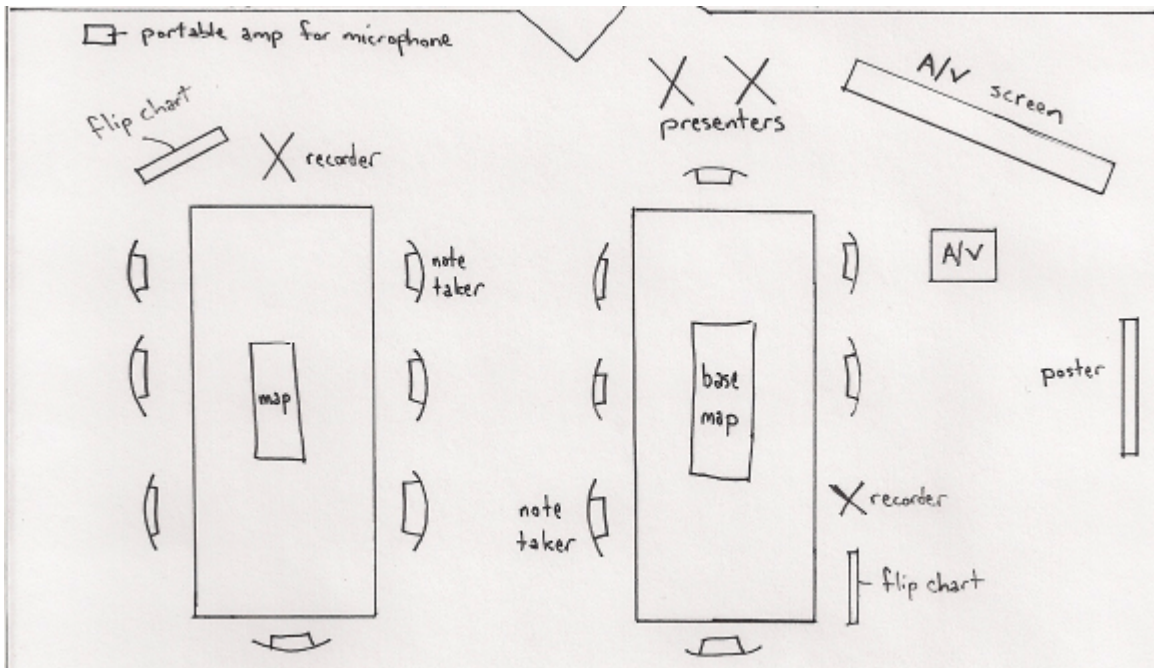 portable amp for microphone
flip chart
recorder
presenters
A/V screen
note
taker
A/V
map
base
map
poster
note
taker
recorder
flip chart